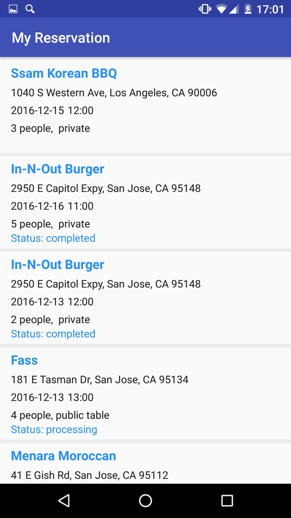 17:01
My Reservation
Ssam Korean BBQ
1040 S Western Ave, Los Angeles, CA 90006
2016-12-15 12:00
3 people,  private
In-N-Out Burger
2950 E Capitol Expy, San Jose, CA 95148
2016-12-16 11:00
5 people,  private
Status: completed
In-N-Out Burger
2950 E Capitol Expy, San Jose, CA 95148
2016-12-13 12:00
2 people,  private
Status: completed
Fass
181 E Tasman Dr, San Jose, CA 95134
2016-12-13 13:00
4 people, public table
Status: processing
Menara Moroccan
41 E Gish Rd, San Jose, CA 95112